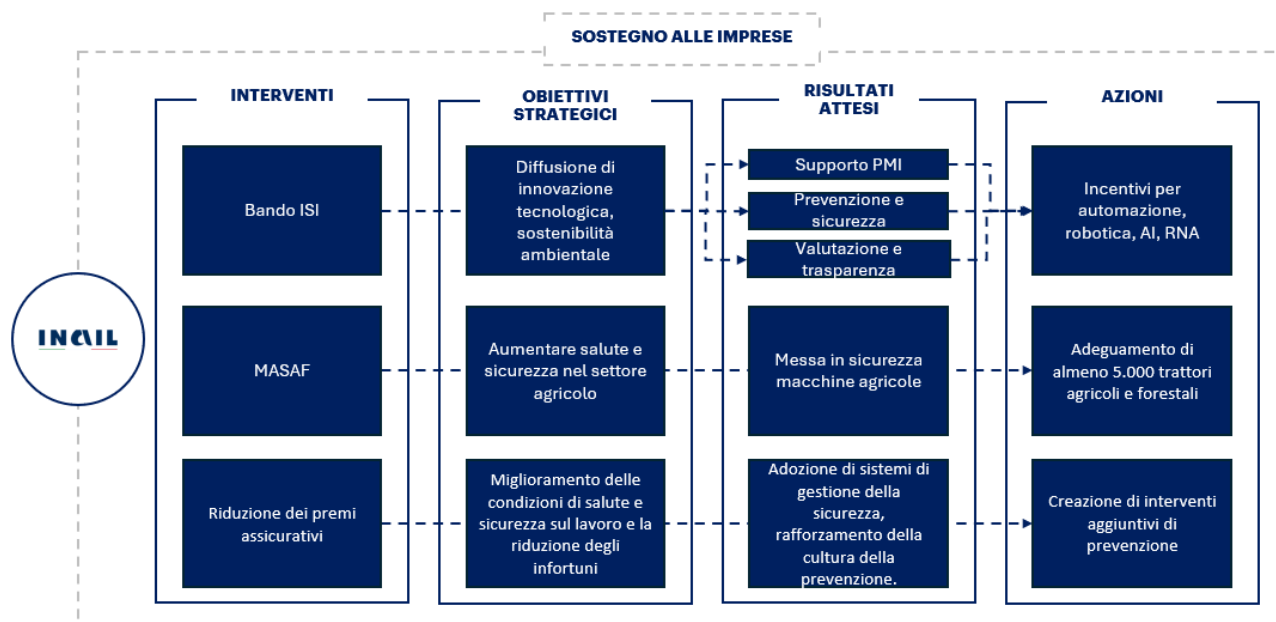 SOSTEGNO ALLE IMPRESE
INTERVENTI
OBIETTIVI
STRATEGICI
RISULTATI
ATTESI
AZIONI
Bando ISI
Diffusione di
innovazione
tecnologica,
sostenibilità
ambientale
Supporto PMI
Prevenzione e
sicurezza
Valutazione e
trasparenza
Incentivi per
automazione,
robotica, AI, RNA
INAIL
MASAF
Aumentare salute e
sicurezza nel settore
agricolo
Messa in sicurezza
macchine agricole
Adeguamento di
almeno 5.000 trattori
agricoli e forestali
Riduzione dei premi
assicurativi
Miglioramento delle
condizioni di salute e
sicurezza sul lavoro e la
riduzione degli
infortuni
Adozione di sistemi di
gestione della
sicurezza,
rafforzamento della
cultura della
prevenzione.
Creazione di interventi
aggiuntivi di
prevenzione